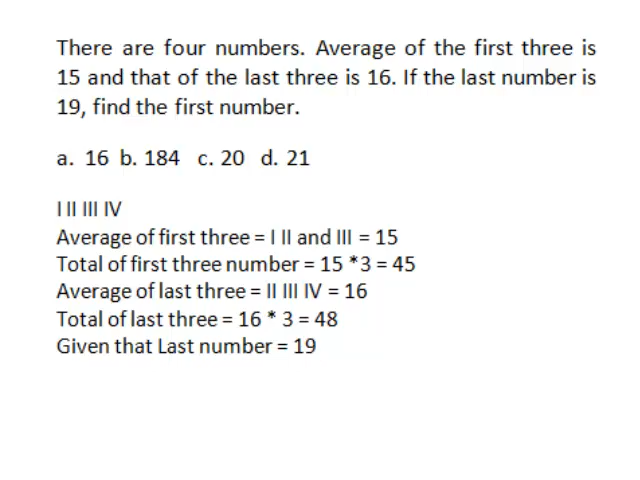 There are four numbers. Average of the first three is
15 and that of the last three is 16. If the last number is
19, find the first number.
a. 16 b. 184 c. 20 d. 21
I II III IV
Average of first three = I II and III = 15
Total of first three number = 15 *3 = 45
Average of last three = II III IV = 16
Total of last three = 16 * 3 = 48
Given that Last number = 19